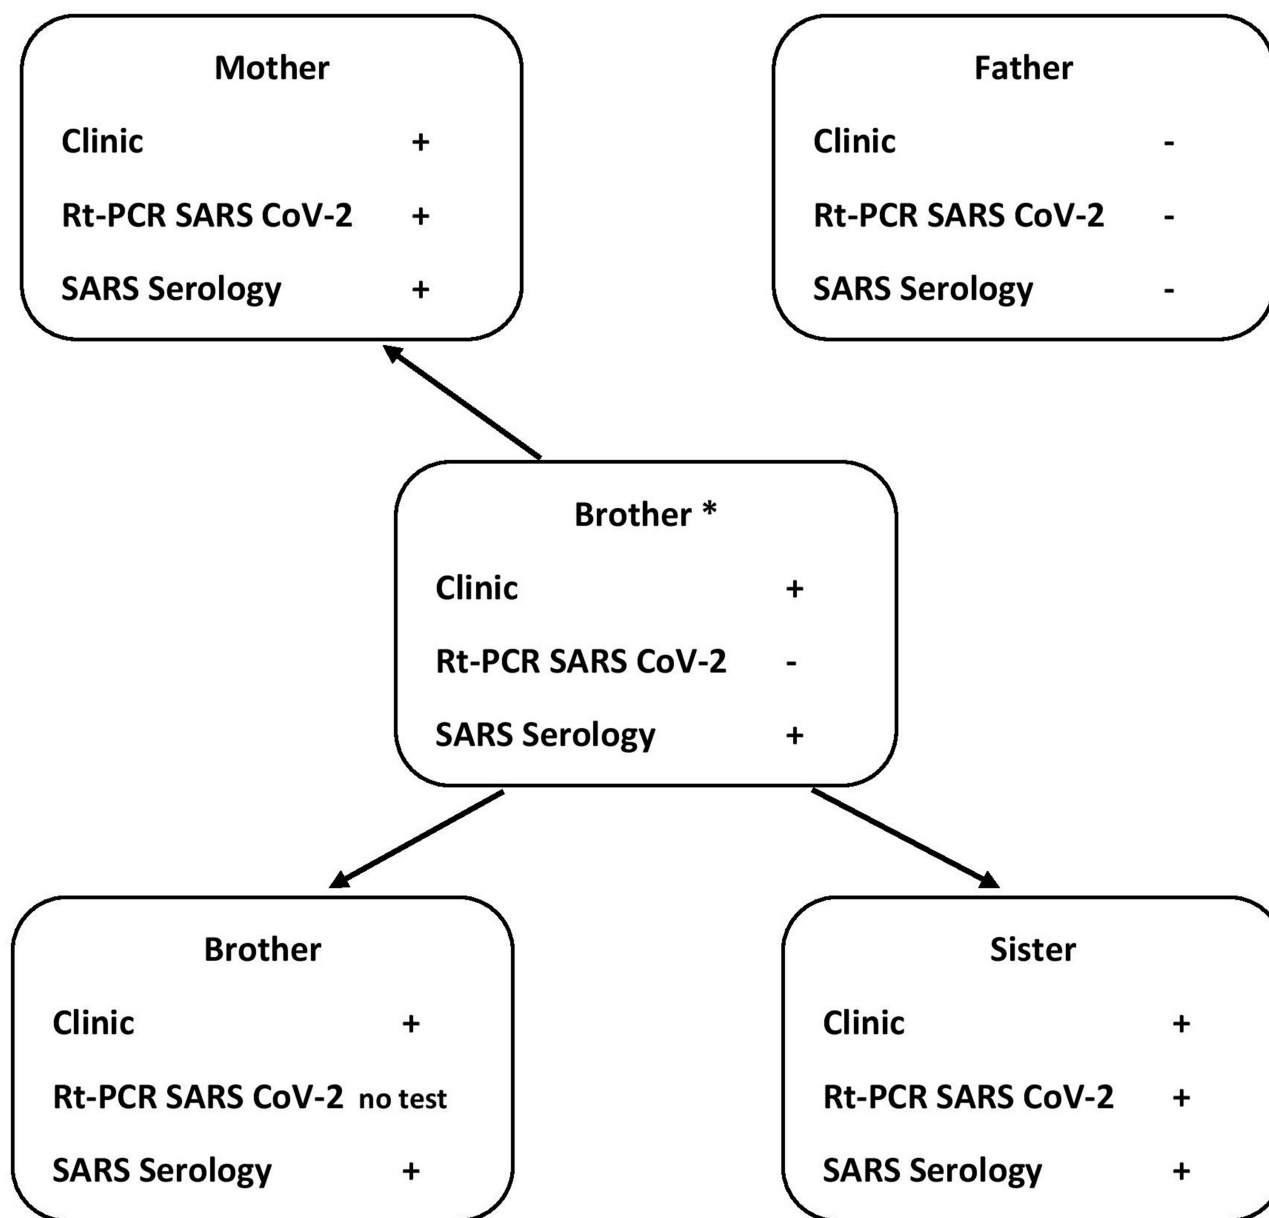 Mother
Clinic +
Rt-PCR SARS CoV-2 +
SARS Serology +
Father
Clinic -
Rt-PCR SARS CoV-2 -
SARS Serology -
Brother *
Clinic +
Rt-PCR SARS CoV-2 -
SARS Serology +
Brother
Clinic +
Rt-PCR SARS CoV-2 no test
SARS Serology +
Sister
Clinic +
Rt-PCR SARS CoV-2 +
SARS Serology +